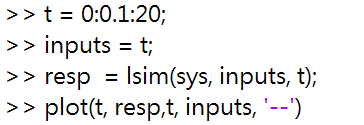 >> t = 0:0.1:20;
>> inputs = t;
>> resp  = lsim(sys, inputs, t);
>> plot(t, resp,t, inputs, '--')